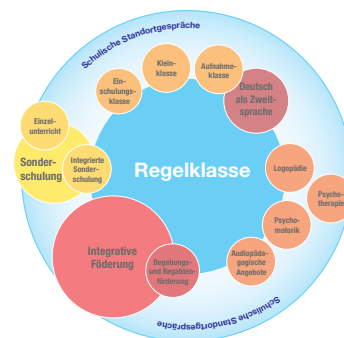 Schulische Standortgespräche
Klein-
klasse
Aufnahme-
klasse
Ein-
schulungs-
klasse
Deutsch
als Zweit-
sprache
Einzel-
unterricht
Sonder-
schulung
Integrierte
Sonder-
schulung
Regelklasse
Logopädie
Psycho-
therapie
Psycho-
motorik
Integrative
Föderung
Begabungs-
und Begabten-
förderung
Audiopäda-
gogische
Angebote
Schulische Standortgespräche